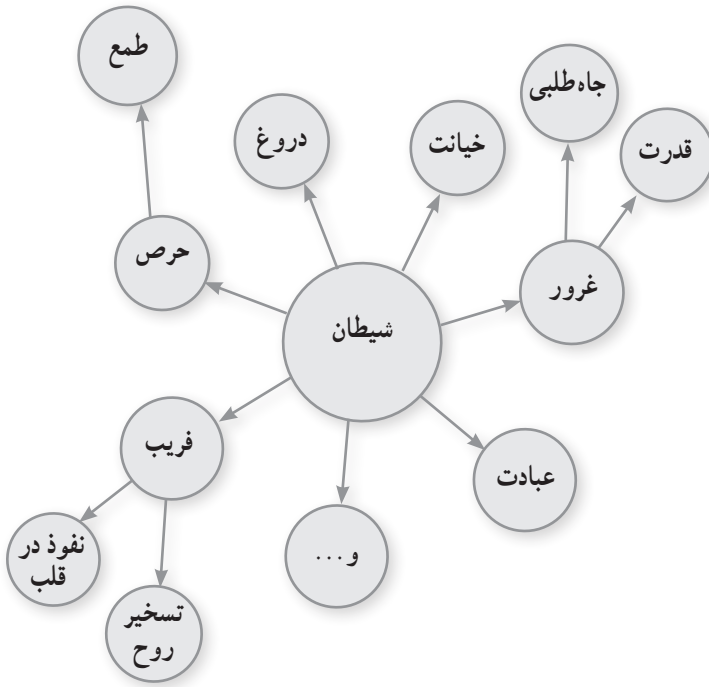 طمع
جاه‌طلبی
دروغ
خیانت
قدرت
حرص
غرور
شیطان
فریب
عبادت
نفوذ در
قلب
و...
تسخیر
روح